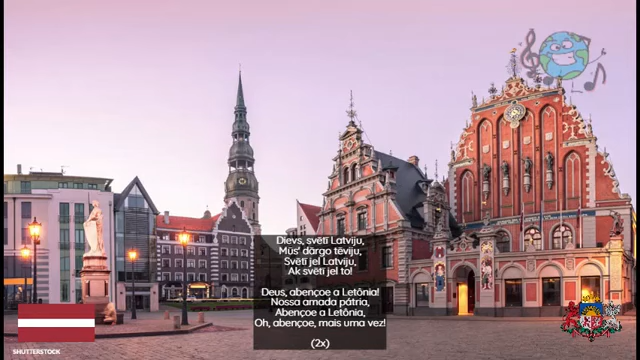 Dievs, svētī Latviju,
Mūs' dārgo tēviju,
Svētī jel Latviju,
Ak svētī jel to!
Deus, abençoe a Letônia!
Nossa amada pátria,
Abençoe a Letônia,
Oh, abençoe, mais uma vez!
(2x)
SHUTTERSTOCK